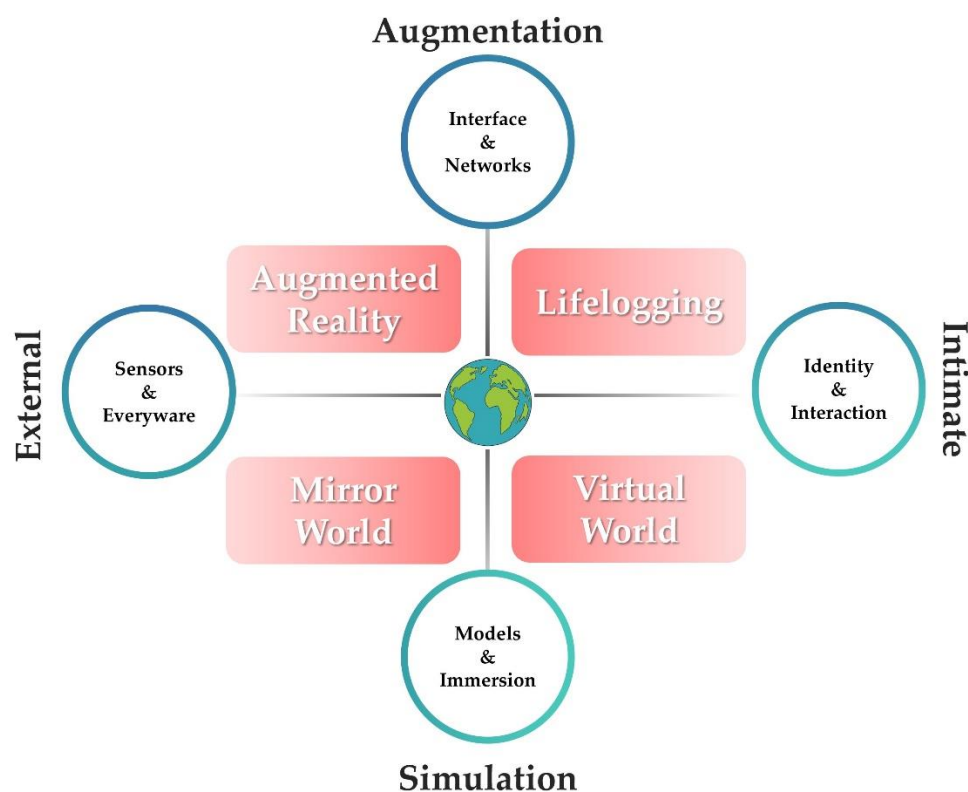 Augmentation
Interface
&
Networks
Augmented
Reality
Lifelogging
External
Sensors
&
Everyware
Identity
&
Interaction
Intimate
Mirror
World
Virtual
World
Models
&
Immersion
Simulation